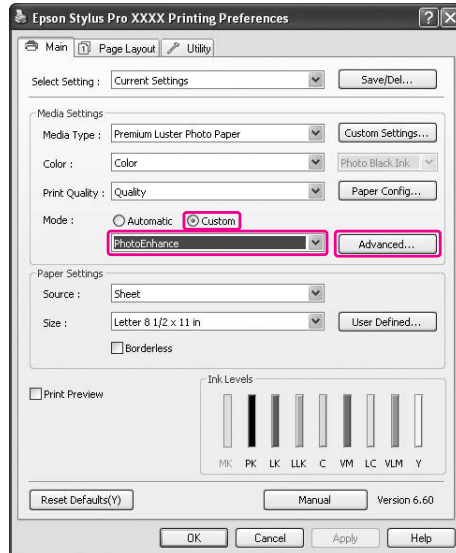 Epson Stylus Pro XXXX Printing Preferences
Main Page Layout Utility
Select Setting : Current Settings Save/Del...
Media Settings
Media Type : Premium Luster Photo Paper Custom Settings...
Color : Color Photo Black Ink
Print Quality : Quality Paper Config...
Mode : Automatic Custom
PhotoEnhance Advanced...
Paper Settings
Source : Sheet
Size : Letter 8 1/2 x 11 in User Defined...
Borderless
Print Preview
Ink Levels
MK PK LK LLK C VM LC VLM Y
Reset Defaults(Y) Manual Version 6.60
OK Cancel Apply Help